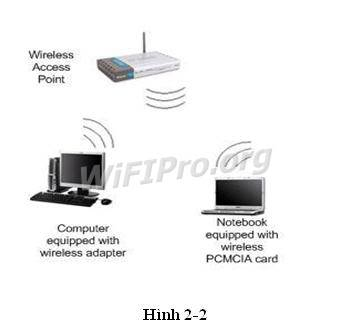 Wireless
Access
Point
WiFIPro.org
Computer
equipped with
wireless adapter
Notebook
equipped with
wireless
PCMCIA card
Hình 2-2